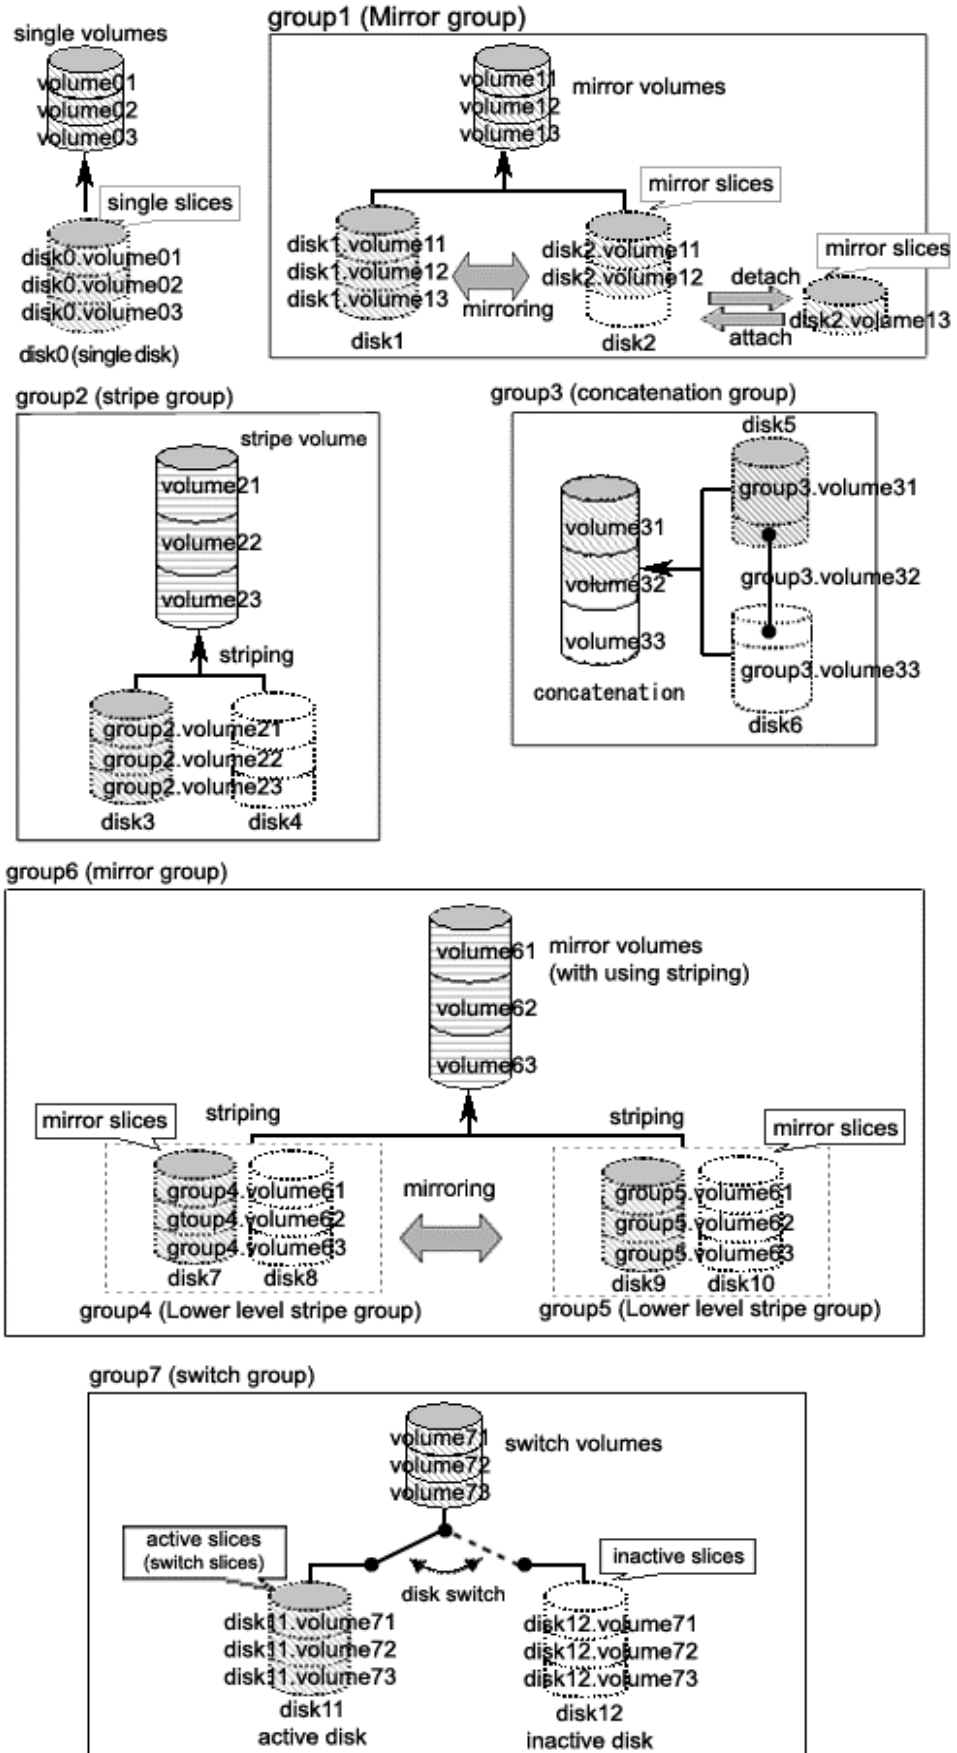 single volumes
volume01
volume02
volume03
single slices
disk0.volume01
disk0.volume02
disk0.volume03
disk0(single disk)
group1 (Mirror group)
volume11
volume12
volume13
mirror volumes
mirror slices
disk1.volume11
disk1.volume12
disk1.volume13
mirroring
disk2.volume11
disk2.volume12
mirror slices
detach
attach
disk2.volume13
disk1
disk2
group2 (stripe group)
stripe volume
volume21
volume22
volume23
striping
group2.volume21
group2.volume22
group2.volume23
disk3
disk4
group3 (concatenation group)
disk5
group3.volume31
volume31
volume32
volume33
group3.volume32
group3.volume33
concatenation
disk6
group6 (mirror group)
volume61
volume62
volume63
mirror volumes
(with using striping)
mirror slices
striping
striping
mirror slices
group4.volume61
gtoup4.volume62
group4.volume63
disk7
disk8
mirroring
group5.volume61
group5.volume62
group5.volume63
disk9
disk10
group4 (Lower level stripe group)
group5 (Lower level stripe group)
group7 (switch group)
volume71
volume72
volume73
switch volumes
active slices
(switch slices)
disk switch
inactive slices
disk11.volume71
disk11.volume72
disk11.volume73
disk11
active disk
disk12.volume71
disk12.volume72
disk12.volume73
disk12
inactive disk